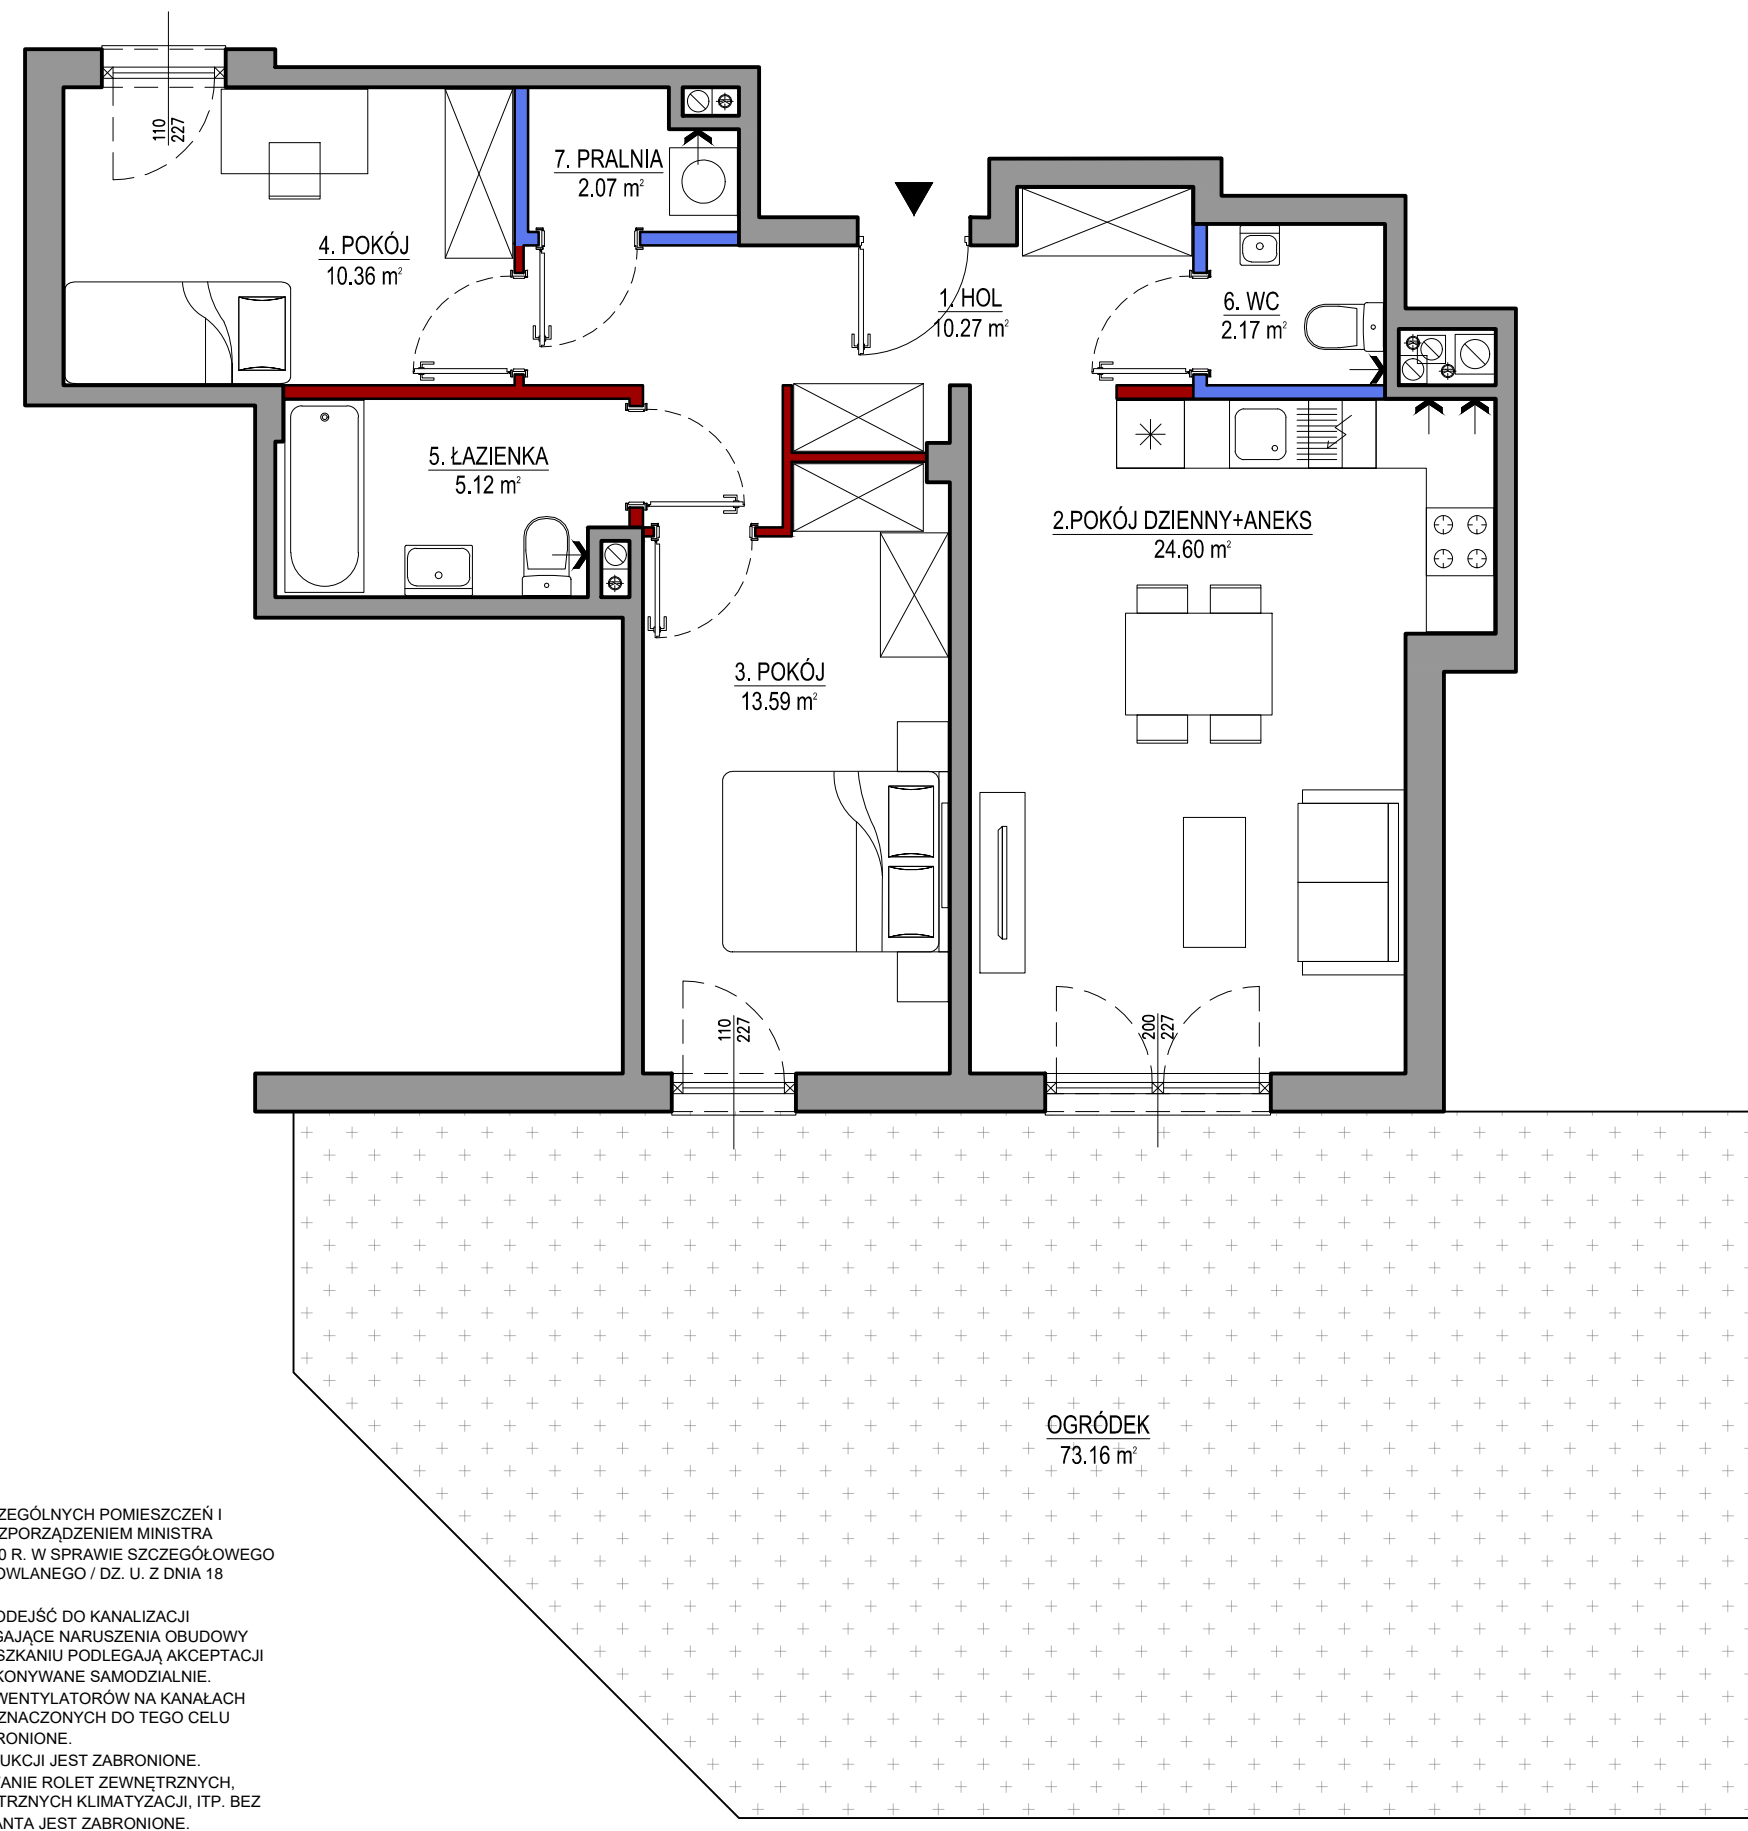 110
227
7. PRALNIA
2.07 m²
4. POKÓJ
10.36 m²
1. HOL
10.27 m²
6. WC
2.17 m²
5. ŁAZIENKA
5.12 m²
2.POKÓJ DZIENNY+ANEKS
24.60 m²
3. POKÓJ
13.59 m²
110
227
200
227
OGRÓDEK
73.16 m²
ZEGÓLNYCH POMIESZCZEŃ I
ZPORZĄDZENIEM MINISTRA
0 R. W SPRAWIE SZCZEGÓŁOWEGO
OWLANEGO / DZ. U. Z DNIA 18
ODEJŚĆ DO KANALIZACJI
GAJĄCE NARUSZENIA OBUDOWY
SZKANIU PODLEGAJĄ AKCEPTACJI
KONYWANE SAMODZIALNIE.
WENTYLATORÓW NA KANAŁACH
ZNACZONYCH DO TEGO CELU
RONIONE.
UKCJI JEST ZABRONIONE.
ANIE ROLET ZEWNĘTRZNYCH,
TRZNYCH KLIMATYZACJI, ITP. BEZ
ANTA JEST ZABRONIONE.